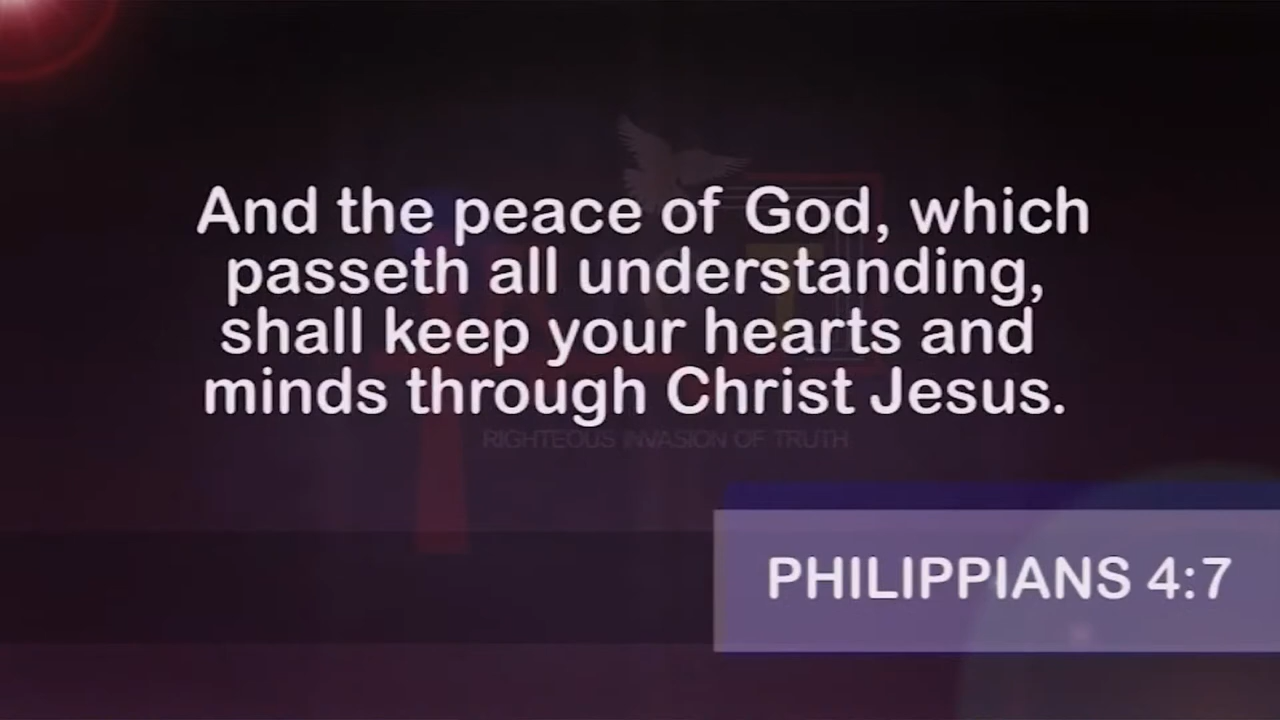 And the peace of God, which
passeth all understanding,
shall keep your hearts and
minds through Christ Jesus.
RIGHTEOUS INVASION OF TRUTH
PHILIPPIANS 4:7